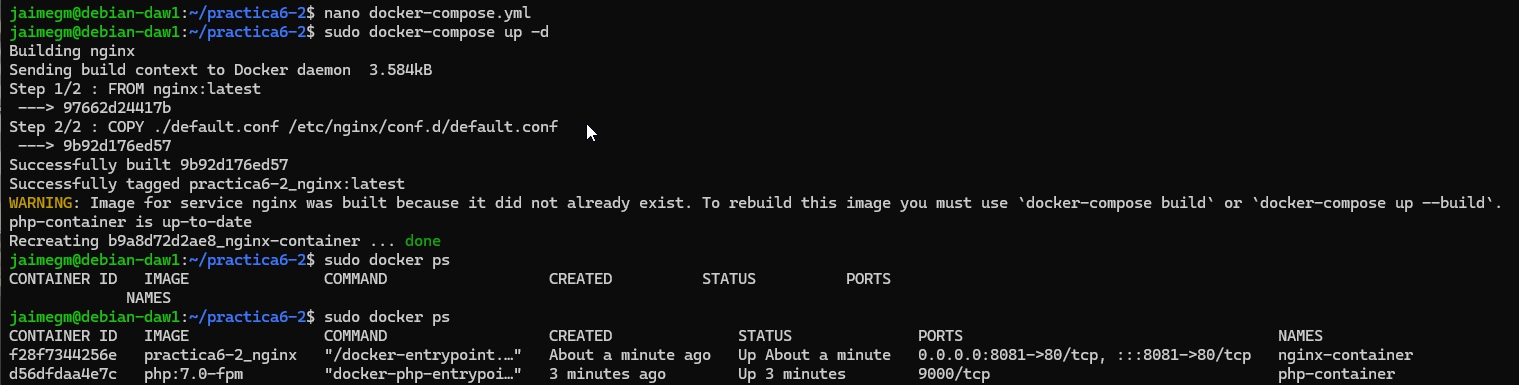 jaimegm@debian-daw1:~/practica6-2$ nano docker-compose.yml
jaimegm@debian-daw1:~/practica6-2$ sudo docker-compose up -d
Building nginx
Sending build context to Docker daemon  3.584kB
Step 1/2 : FROM nginx:latest
 ---> 97662d24417b
Step 2/2 : COPY ./default.conf /etc/nginx/conf.d/default.conf
 ---> 9b92d176ed57
Successfully built 9b92d176ed57
Successfully tagged practica6-2_nginx:latest
WARNING: Image for service nginx was built because it did not already exist. To rebuild this image you must use `docker-compose build` or `docker-compose up --build`.
php-container is up-to-date
Recreating b9a8d72d2ae8_nginx-container ... done
jaimegm@debian-daw1:~/practica6-2$ sudo docker ps
CONTAINER ID   IMAGE               COMMAND                  CREATED          STATUS          PORTS
             NAMES
jaimegm@debian-daw1:~/practica6-2$ sudo docker ps
CONTAINER ID   IMAGE               COMMAND                  CREATED              STATUS              PORTS                                   NAMES
f28f7344256e   practica6-2_nginx   "/docker-entrypoint.…"   About a minute ago   Up About a minute   0.0.0.0:8081->80/tcp, :::8081->80/tcp   nginx-container
d56dfdaa4e7c   php:7.0-fpm         "docker-php-entrypoi…"   3 minutes ago        Up 3 minutes        9000/tcp                                php-container